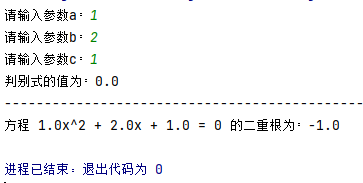 请输入参数a：1
请输入参数b：2
请输入参数c：1
判别式的值为：0.0
--------------------------------------------
方程 1.0x^2 + 2.0x + 1.0 = 0 的二重根为：-1.0
进程已结束：退出代码为 0